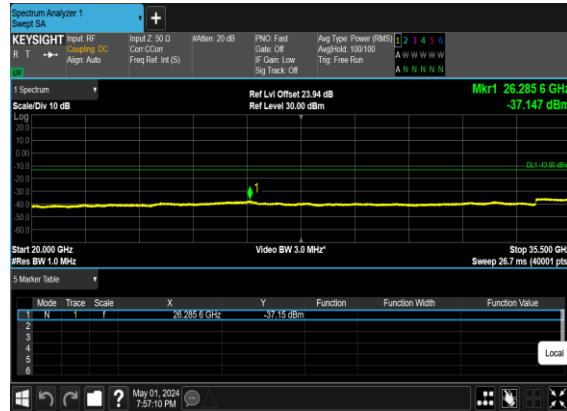 Spectrum Analyzer 1
Swept SA
+
KEYSIGHT
R T
Input: RF
Coupling: DC
Align: Auto
Input Z: 50 Ω
Corr CCorr
Freq Ref: Int (S)
#Atten: 20 dB
PNO: Fast
Gate: Off
IF Gain: Low
Sig Track: Off
Avg Type: Power (RMS)
Avg|Hold: 100/100
Trig: Free Run
1 2 3 4 5 6
A W W W W W
A N N N N N
1 Spectrum
Scale/Div 10 dB
Ref Lvl Offset 23.94 dB
Ref Level 30.00 dBm
Mkr1 26.285 6 GHz
-37.147 dBm
Log
20.0
10.0
0.00
-10.0
-20.0
-30.0
-40.0
-50.0
-60.0
DL1 -13.00 dBm
1
Start 20.000 GHz
#Res BW 1.0 MHz
Video BW 3.0 MHz*
Stop 35.500 GHz
Sweep 26.7 ms (40001 pts)
5 Marker Table
Mode Trace Scale X Y Function Function Width Function Value
1 N 1 f 26.285 6 GHz -37.15 dBm
2
3
4
5
6
Local
?
May 01, 2024
7:57:10 PM